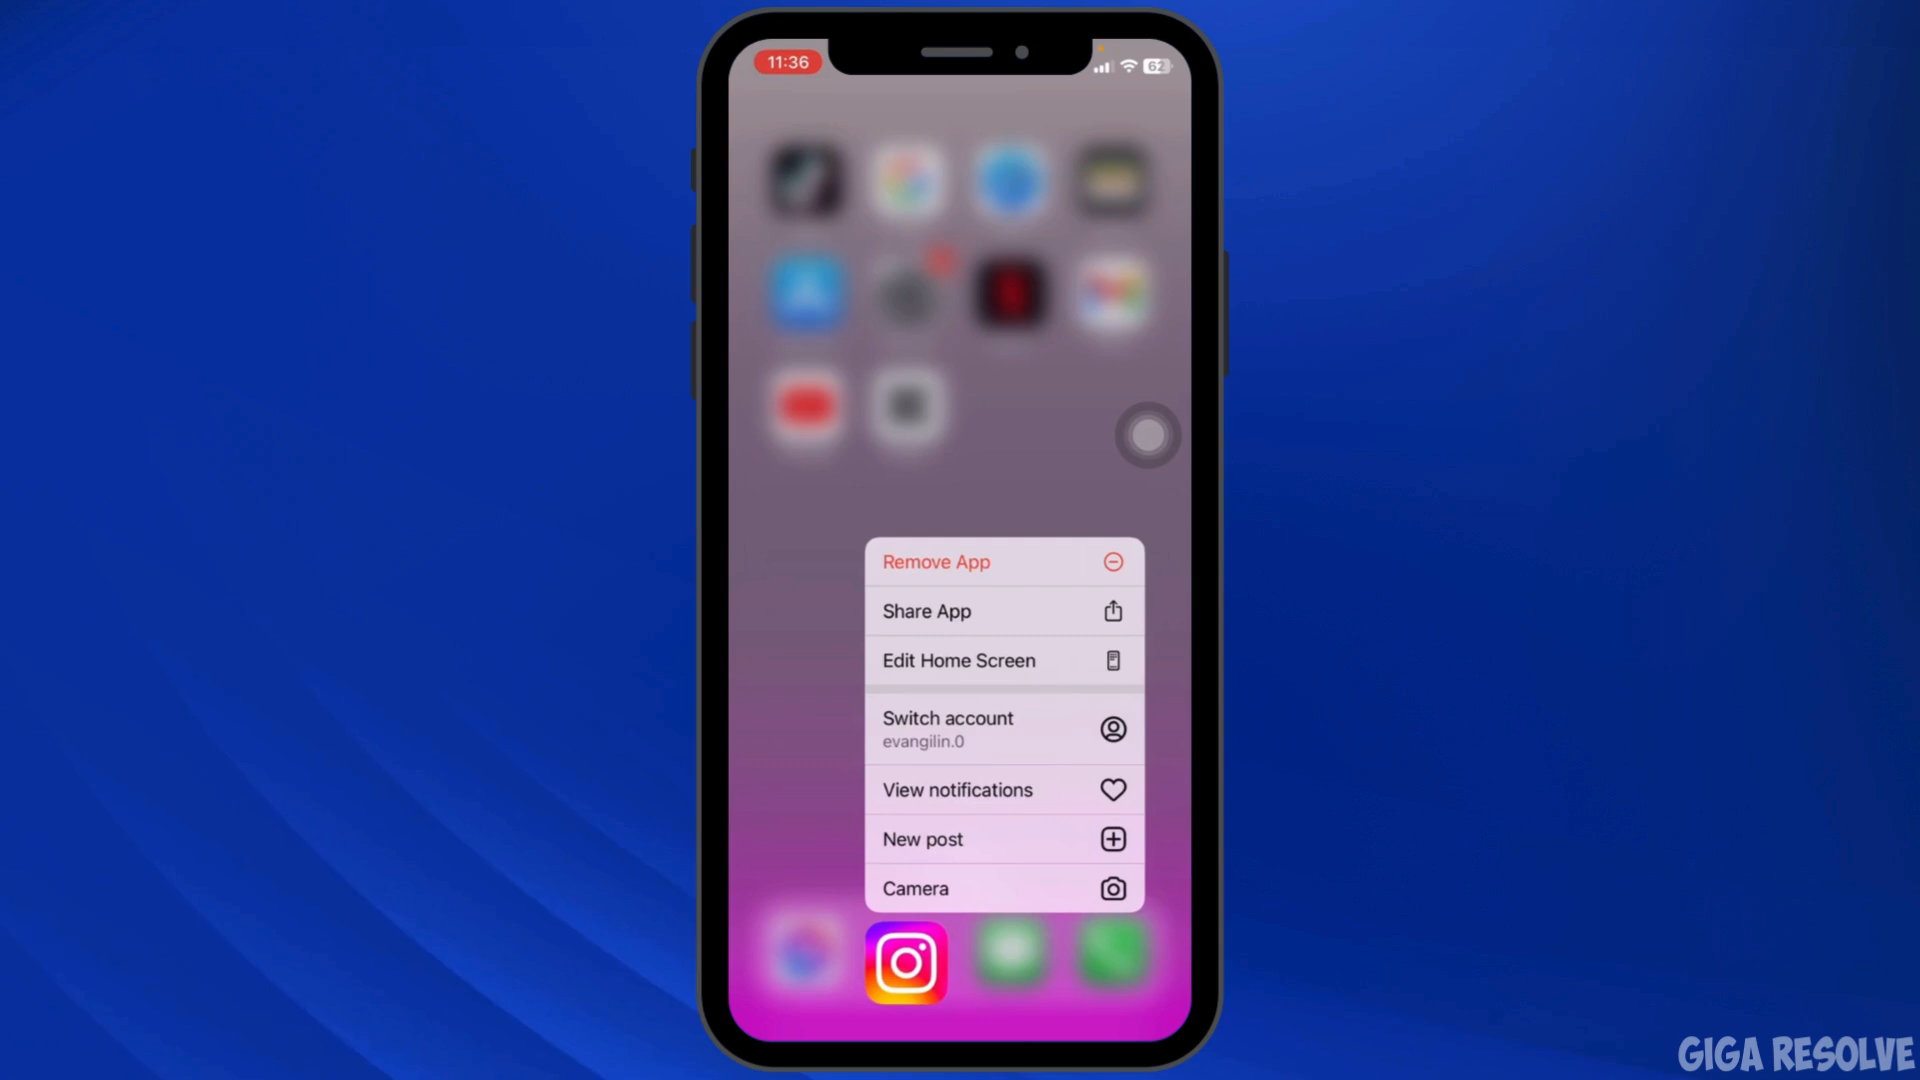 11:36
62
Remove App
Share App
Edit Home Screen
Switch account
evangilin.0
View notifications
New post
Camera
GIGA RESOLVE